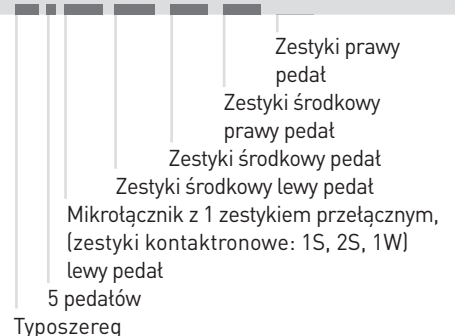 Zestyki prawy
pedał
Zestyki środkowy
prawy pedał
Zestyki środkowy pedał
Zestyki środkowy lewy pedał
Mikrołącznik z 1 zestykiem przełącznym,
(zestyki kontaktronowe: 1S, 2S, 1W)
lewy pedał
5 pedałów
Typoszereg